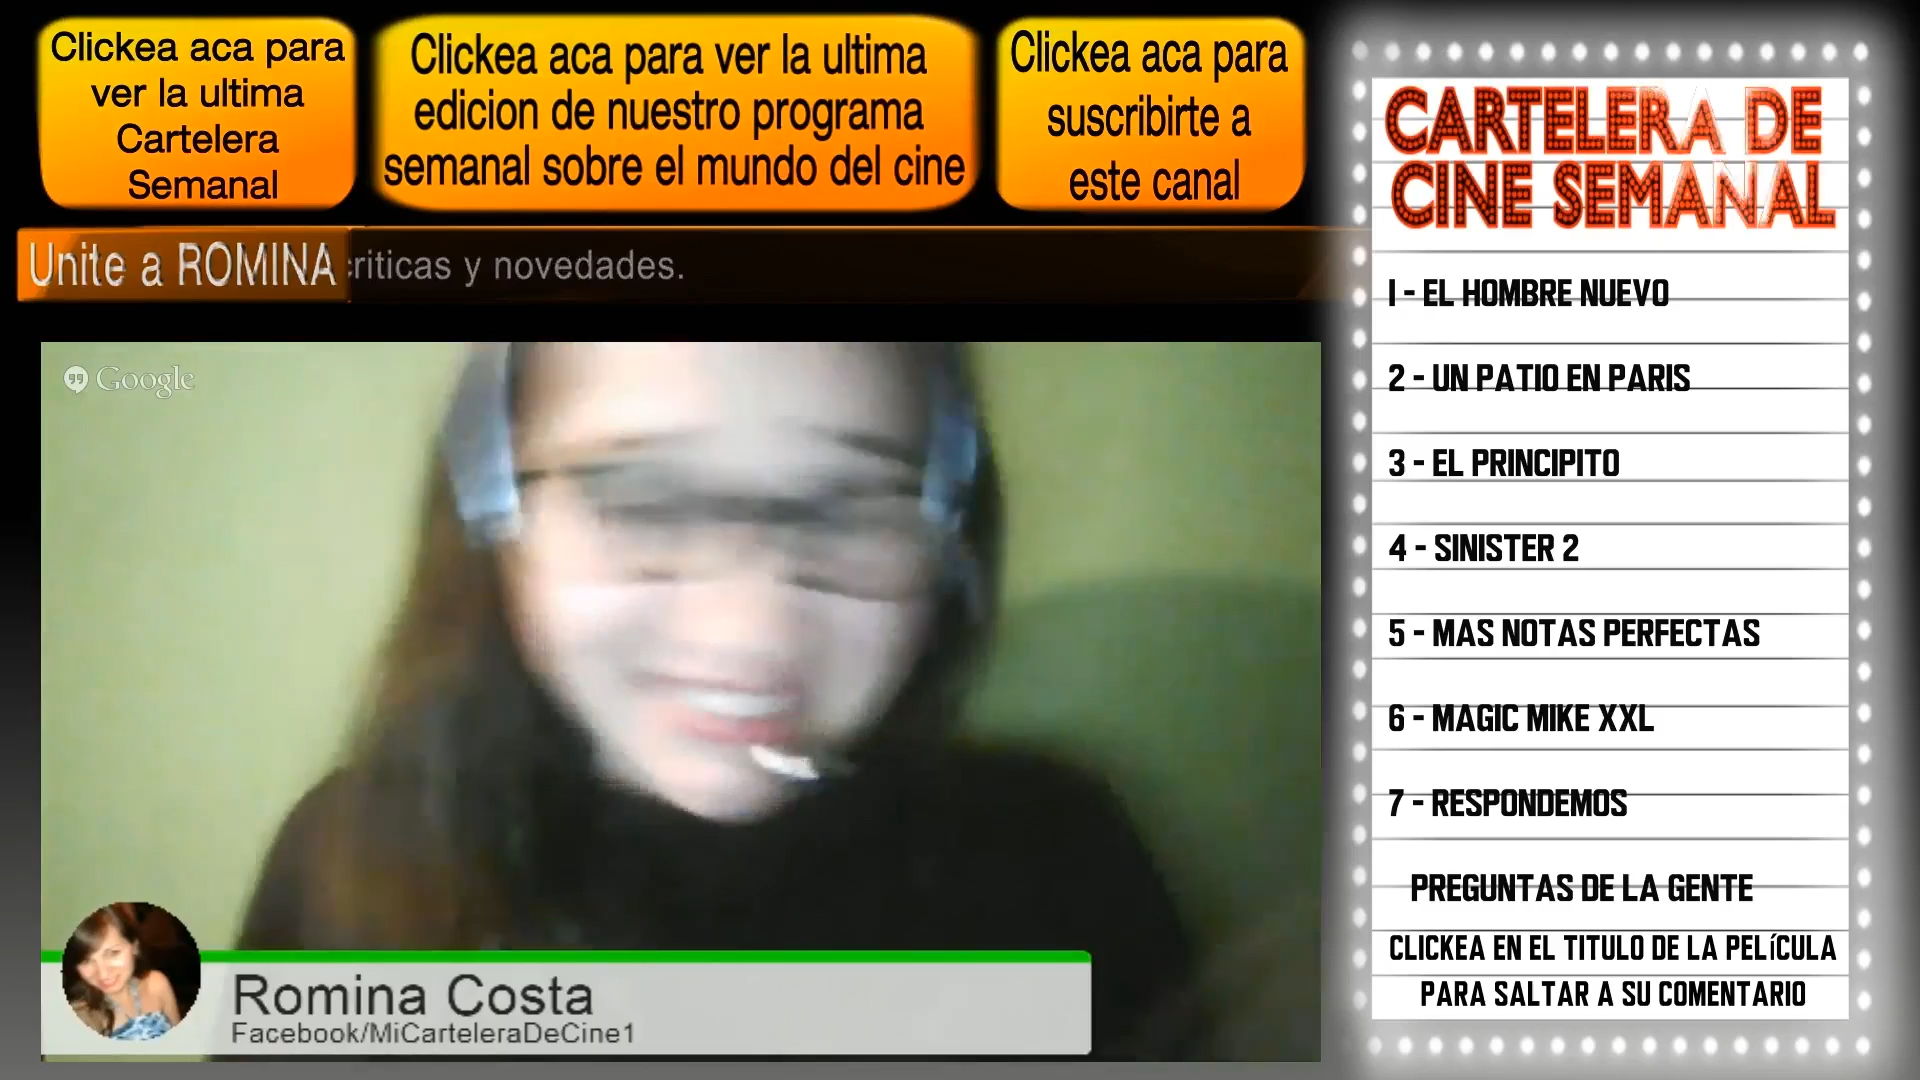 Clickea aca para
ver la ultima
Cartelera
Semanal
Clickea aca para ver la ultima
edicion de nuestro programa
semanal sobre el mundo del cine
Clickea aca para
suscribirte a
este canal
Unite a ROMINA
y novedades.
Google
Romina Costa
Facebook/MiCarteleraDeCine1
CARTELERA DE
CINE SEMANAL
1 - EL HOMBRE NUEVO
2 - UN PATIO EN PARIS
3 - EL PRINCIPITO
4 - SINISTER 2
5 - MAS NOTAS PERFECTAS
6 - MAGIC MIKE XXL
7 - RESPONDEMOS
PREGUNTAS DE LA GENTE
CLICKEA EN EL TITULO DE LA PELíCULA
PARA SALTAR A SU COMENTARIO